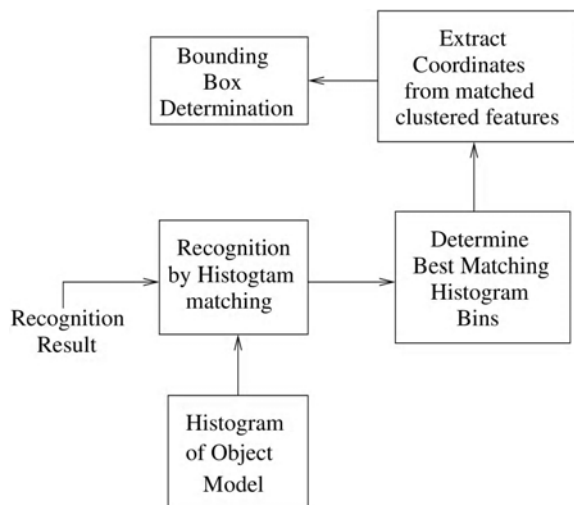 Bounding
Box
Determination
Extract
Coordinates
from matched
clustered features
Recognition
by Histogtam
matching
Determine
Best Matching
Histogram
Bins
Recognition
Result
Histogram
of Object
Model